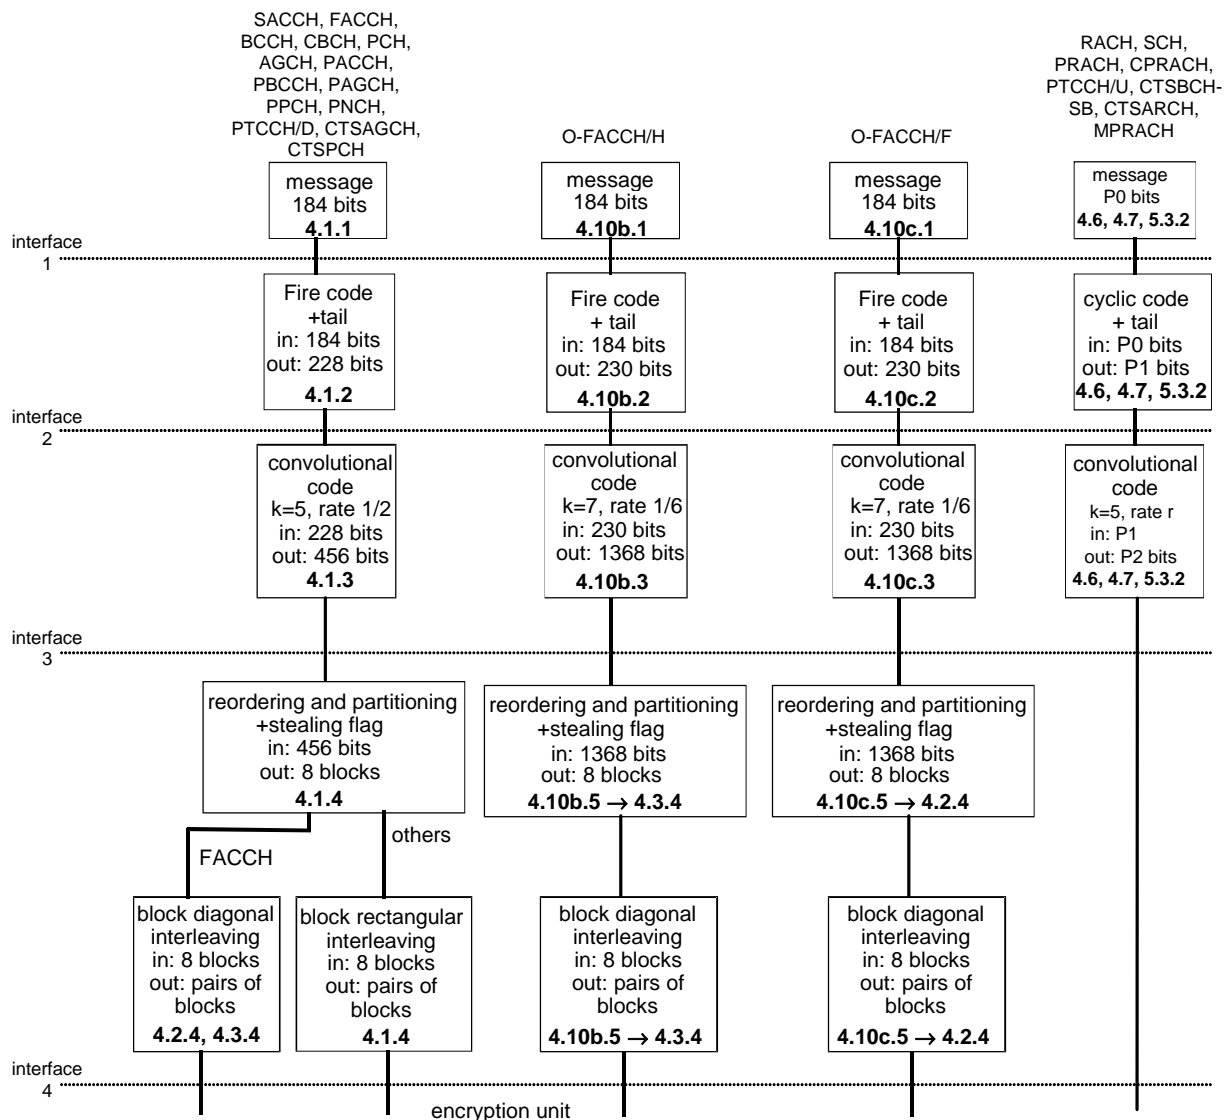 SACCH, FACCH,
BCCH, CBCH, PCH,
AGCH, PACCH,
PBCCH, PAGCH,
PPCH, PNCH,
PTCCH/D, CTSAGCH,
CTSPCH
O-FACCH/H
O-FACCH/F
RACH, SCH,
PRACH, CPRACH,
PTCCH/U, CTSBCH-
SB, CTSARCH,
MPRACH
message
184 bits
4.1.1
message
184 bits
4.10b.1
message
184 bits
4.10c.1
message
P0 bits
4.6, 4.7, 5.3.2
interface
1
Fire code
+tail
in: 184 bits
out: 228 bits
4.1.2
Fire code
+ tail
in: 184 bits
out: 230 bits
4.10b.2
Fire code
+ tail
in: 184 bits
out: 230 bits
4.10c.2
cyclic code
+ tail
in: P0 bits
out: P1 bits
4.6, 4.7, 5.3.2
interface
2
convolutional
code
k=5, rate 1/2
in: 228 bits
out: 456 bits
4.1.3
convolutional
code
k=7, rate 1/6
in: 230 bits
out: 1368 bits
4.10b.3
convolutional
code
k=7, rate 1/6
in: 230 bits
out: 1368 bits
4.10c.3
convolutional
code
k=5, rate r
in: P1
out: P2 bits
4.6, 4.7, 5.3.2
interface
3
reordering and partitioning
+stealing flag
in: 456 bits
out: 8 blocks
4.1.4
reordering and partitioning
+stealing flag
in: 1368 bits
out: 8 blocks
4.10b.5 → 4.3.4
reordering and partitioning
+stealing flag
in: 1368 bits
out: 8 blocks
4.10c.5 → 4.2.4
FACCH
others
block diagonal
interleaving
in: 8 blocks
out: pairs of
blocks
4.2.4, 4.3.4
block rectangular
interleaving
in: 8 blocks
out: pairs of
blocks
4.1.4
block diagonal
interleaving
in: 8 blocks
out: pairs of
blocks
4.10b.5 → 4.3.4
block diagonal
interleaving
in: 8 blocks
out: pairs of
blocks
4.10c.5 → 4.2.4
interface
4
encryption unit